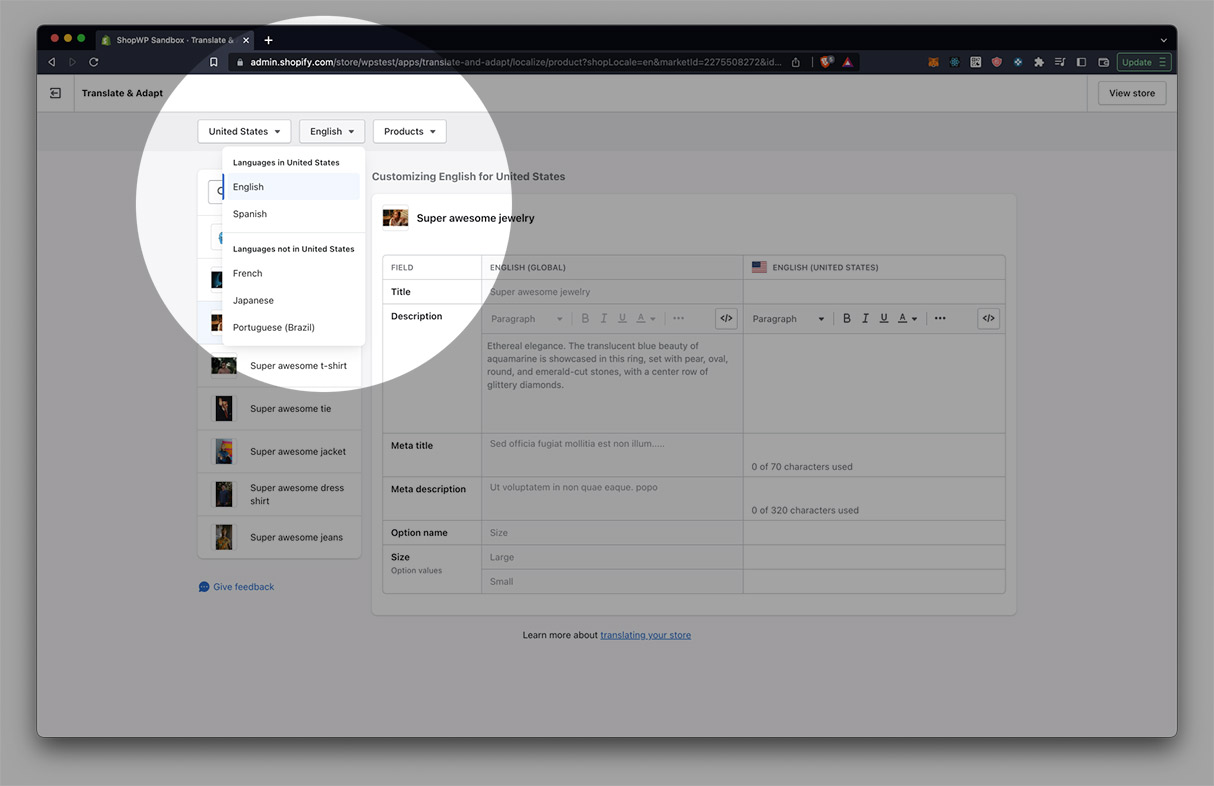 ShopWP Sandbox · Translate &
admin.shopify.com/store/wpstest/apps/translate-and-adapt/localize/product?shopLocale=en&marketId=2275508272&id...
Update
Translate & Adapt
View store
United States
English
Products
Languages in United States
English
Spanish
Languages not in United States
French
Japanese
Portuguese (Brazil)
Super awesome t-shirt
Super awesome tie
Super awesome jacket
Super awesome dress
shirt
Super awesome jeans
Give feedback
Customizing English for United States
Super awesome jewelry
FIELD
ENGLISH (GLOBAL)
ENGLISH (UNITED STATES)
Title
Super awesome jewelry
Description
Paragraph
B I U A
Paragraph
B I U A
Ethereal elegance. The translucent blue beauty of
aquamarine is showcased in this ring, set with pear, oval,
round, and emerald-cut stones, with a center row of
glittery diamonds.
Meta title
Sed officia fugiat mollitia est non illum.....
0 of 70 characters used
Meta description
Ut voluptatem in non quae eaque. popo
0 of 320 characters used
Option name
Size
Size
Option values
Large
Small
Learn more about translating your store